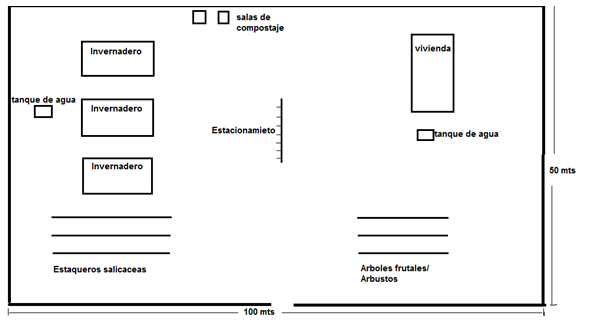 salas de
compostaje
Invernadero
vivienda
tanque de agua
Invernadero
Estacionamieto
tanque de agua
Invernadero
50 mts
Estaqueros salicaceas
Arboles frutales/
Arbustos
100 mts